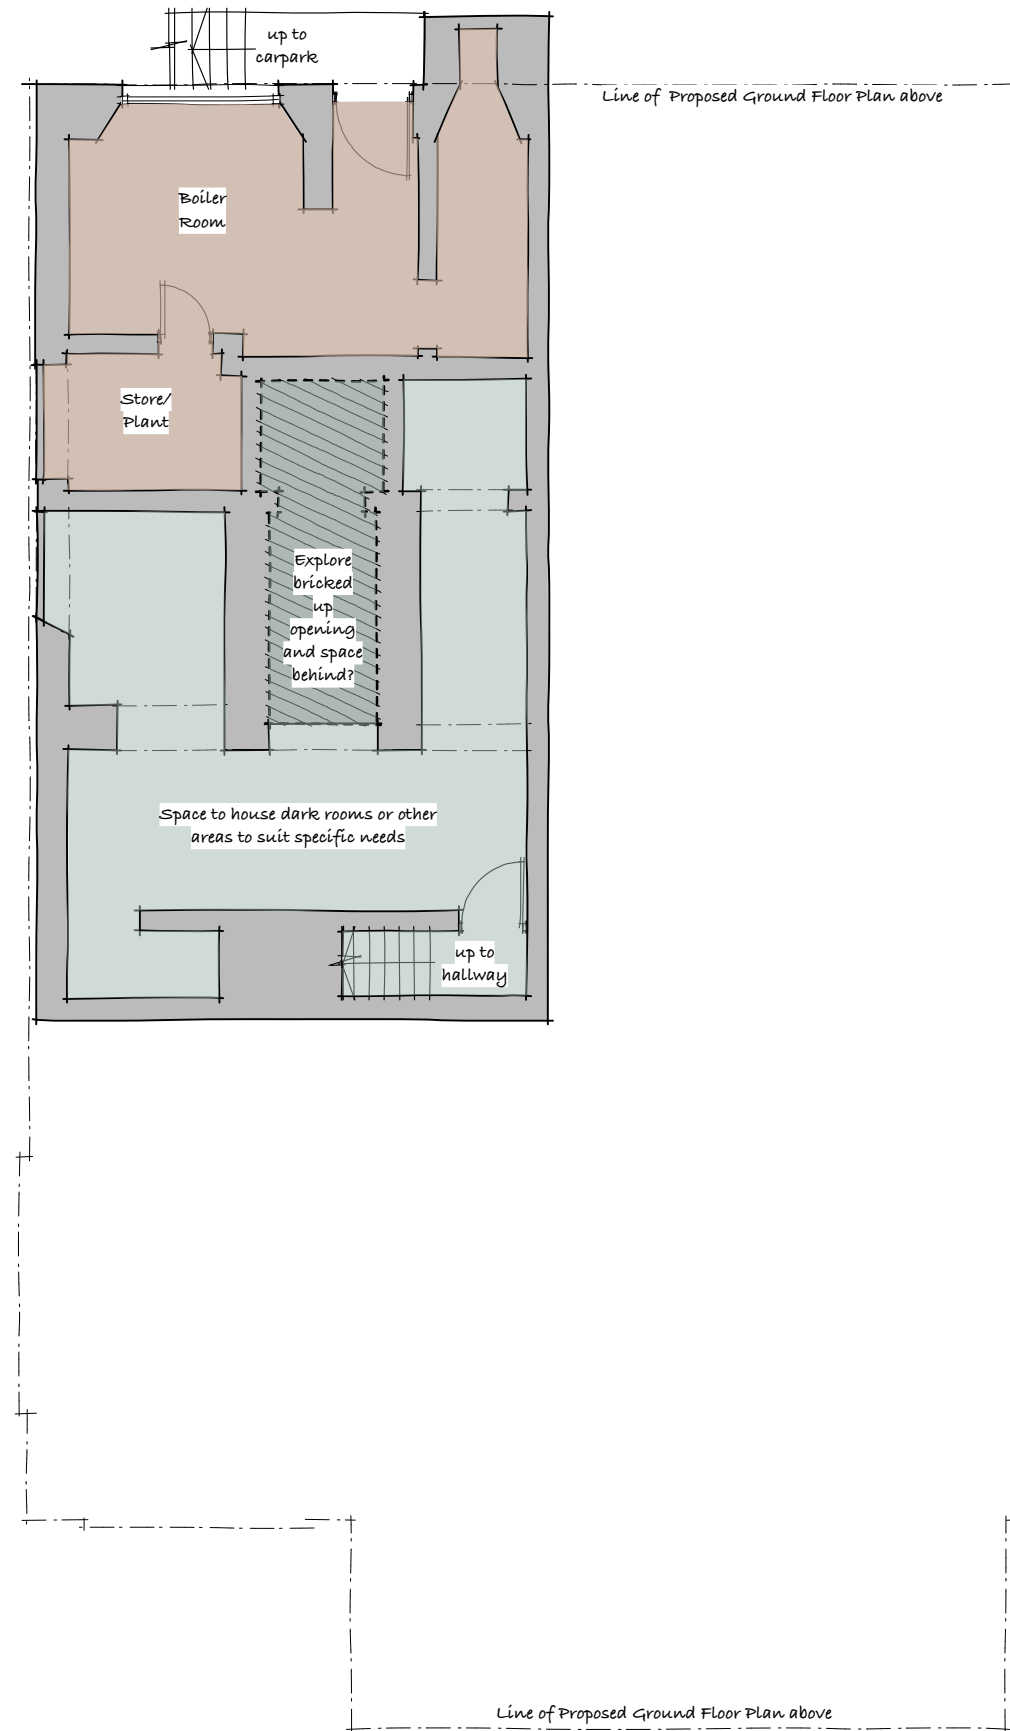 up to
carpark
Line of Proposed Ground Floor Plan above
Boiler
Room
Store/
Plant
Explore
bricked
up
opening
and space
behind?
Space to house dark rooms or other
areas to suit specific needs
up to
hallway
Line of Proposed Ground Floor Plan above